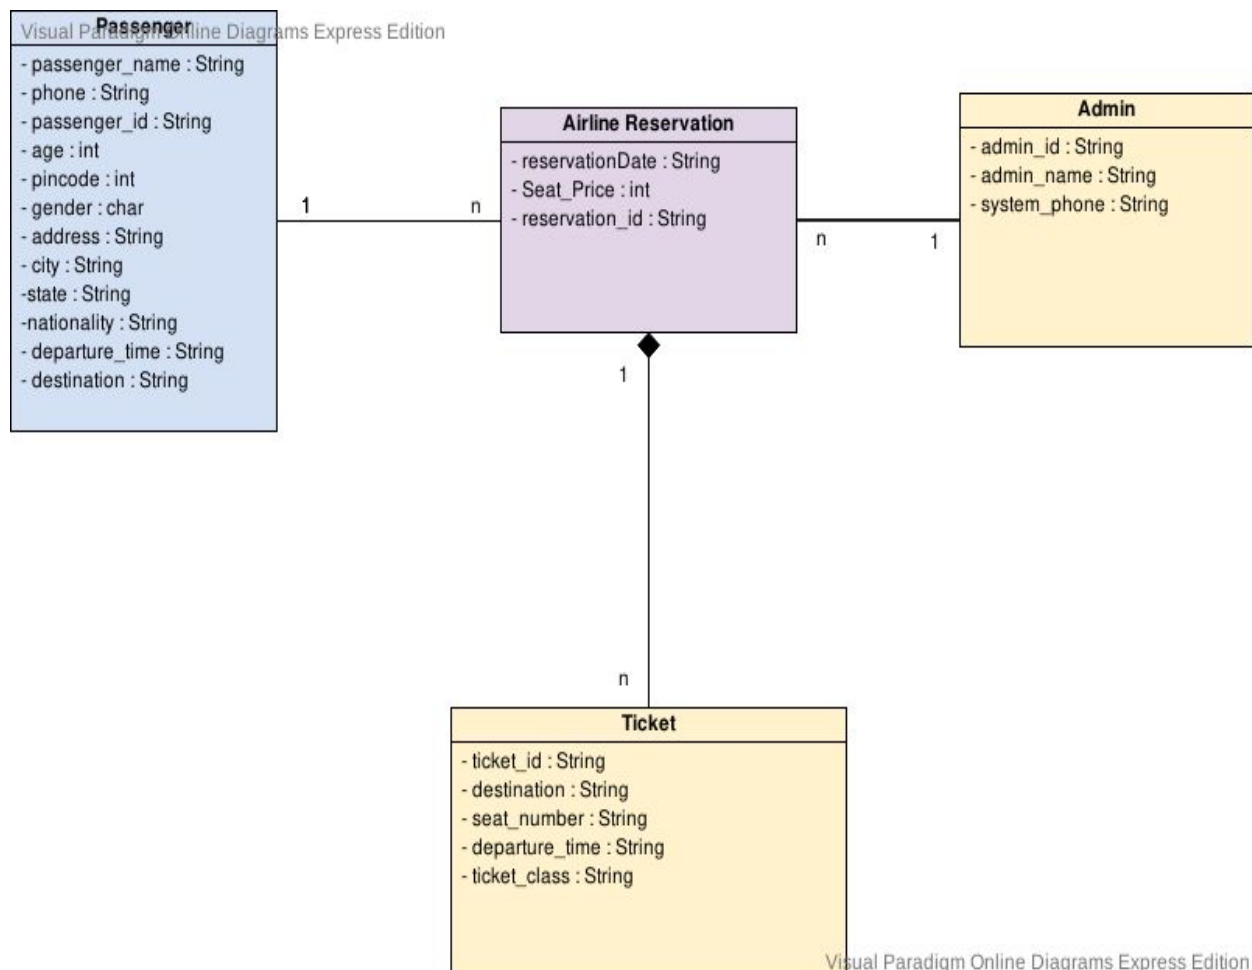 Passenger
Visual Paradigm Online Diagrams Express Edition
- passenger_name : String
- phone : String
- passenger_id : String
- age : int
- pincode : int
- gender : char
- address : String
- city : String
-state : String
-nationality : String
- departure_time : String
- destination : String
1
n
Airline Reservation
- reservationDate : String
- Seat_Price : int
- reservation_id : String
n
1
Admin
- admin_id : String
- admin_name : String
- system_phone : String
1
n
Ticket
- ticket_id : String
- destination : String
- seat_number : String
- departure_time : String
- ticket_class : String
Visual Paradigm Online Diagrams Express Edition